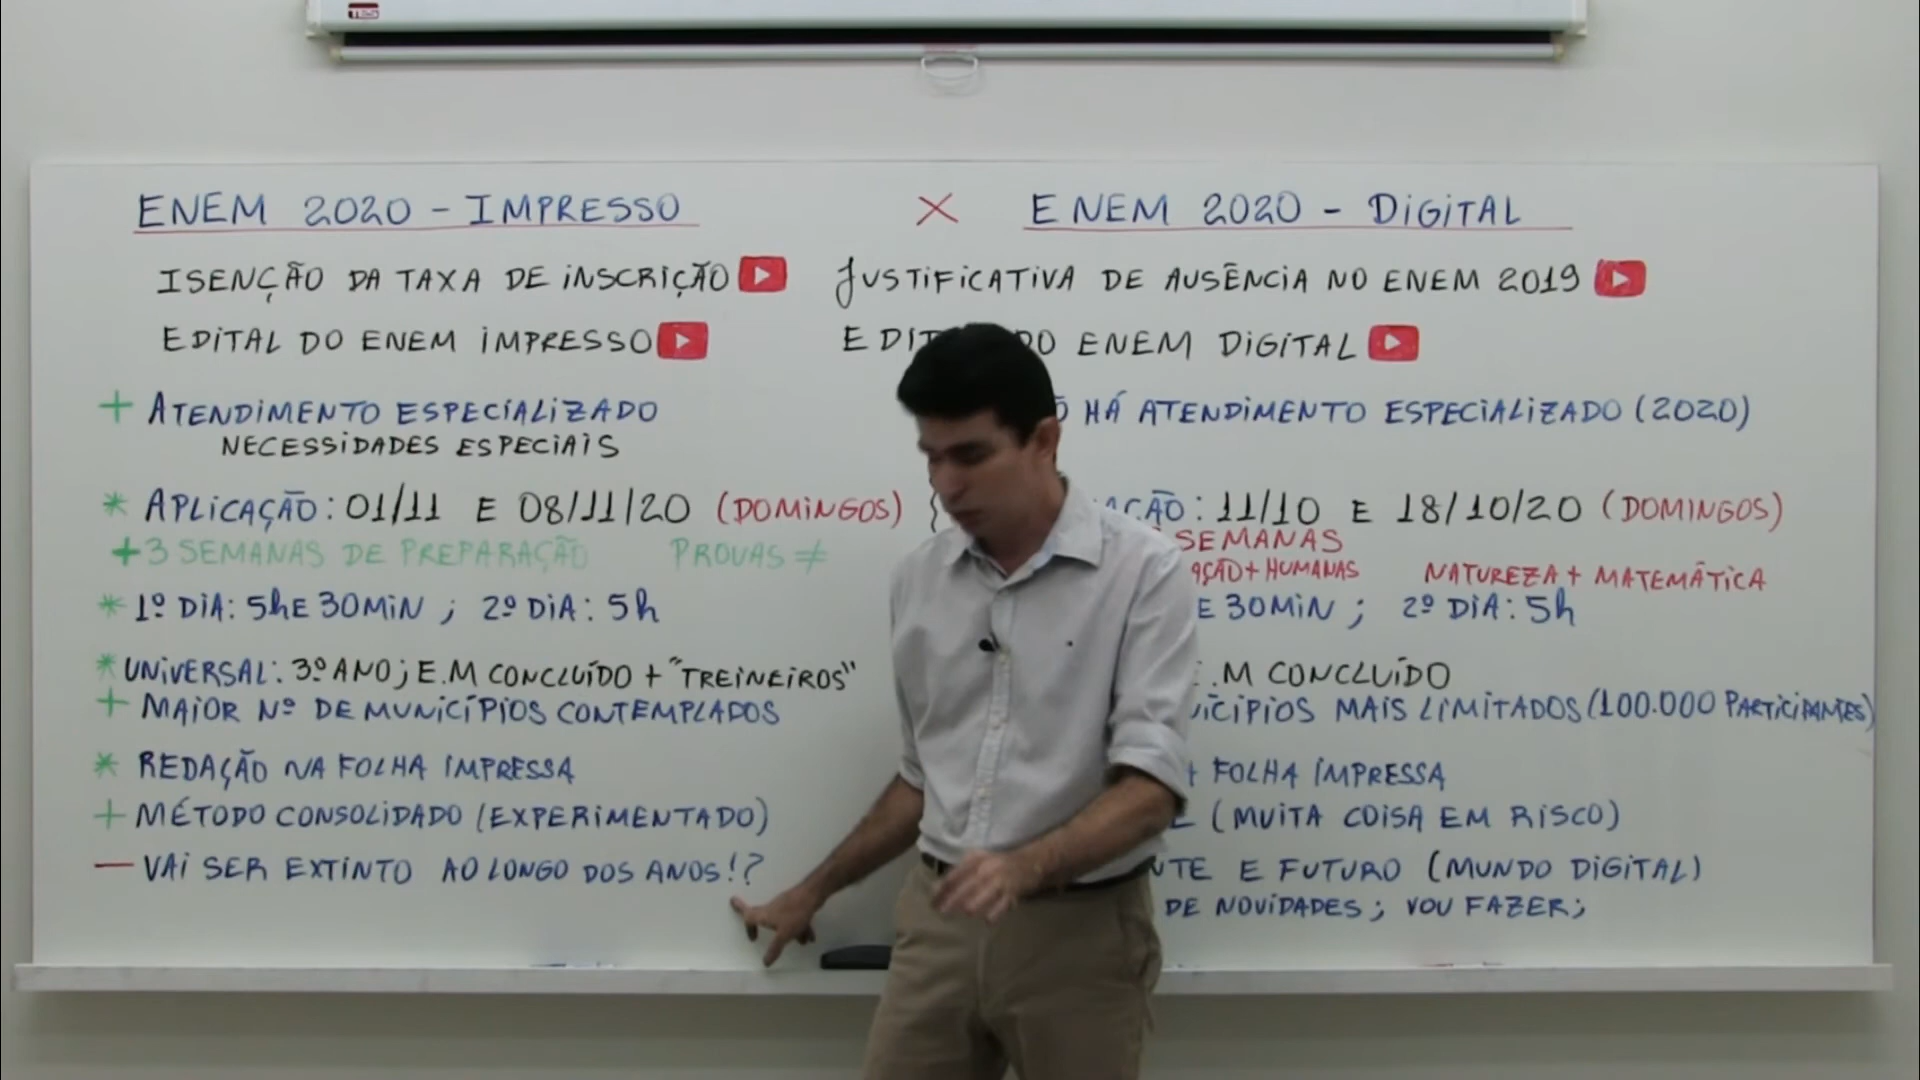 ENEM 2020 - IMPRESSO
X
ENEM 2020 - DIGITAL
ISENÇÃO DA TAXA DE INSCRIÇÃO
JUSTIFICATIVA DE AUSÊNCIA NO ENEM 2019
EDITAL DO ENEM IMPRESSO
EDIT DO ENEM DIGITAL
+ ATENDIMENTO ESPECIALIZADO
NECESSIDADES ESPECIAIS
HÁ ATENDIMENTO ESPECIALIZADO (2020)
* APLICAÇÃO: 01/11 E 08/11/20 (DOMINGOS)
AÇÃO: 11/10 E 18/10/20 (DOMINGOS)
+3 SEMANAS DE PREPARAÇÃO PROVAS ≠
SEMANAS
AÇÃO + HUMANAS NATUREZA + MATEMÁTICA
* 1º DIA: 5h E 30MIN ; 2º DIA: 5h
E 30MIN ; 2º DIA: 5h
* UNIVERSAL: 3º ANO; E.M CONCLUÍDO + "TREINEIROS"
.M CONCLUÍDO
+ MAIOR Nº DE MUNICÍPIOS CONTEMPLADOS
ICÍPIOS MAIS LIMITADOS (100.000 PARTICIPANTES)
* REDAÇÃO NA FOLHA IMPRESSA
FOLHA IMPRESSA
+ MÉTODO CONSOLIDADO (EXPERIMENTADO)
(MUITA COISA EM RISCO)
— VAI SER EXTINTO AO LONGO DOS ANOS!?
NTE E FUTURO (MUNDO DIGITAL)
DE NOVIDADES; VOU FAZER;